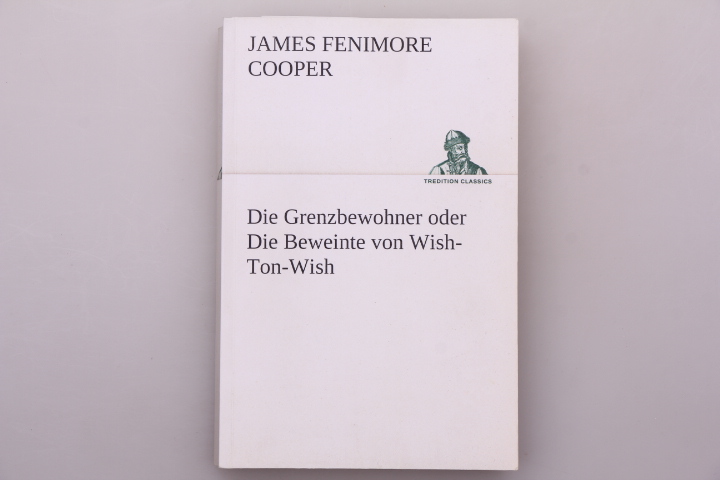 JAMES FENIMORE
COOPER
TREDITION CLASSICS
Die Grenzbewohner oder
Die Beweinte von Wish-
Ton-Wish